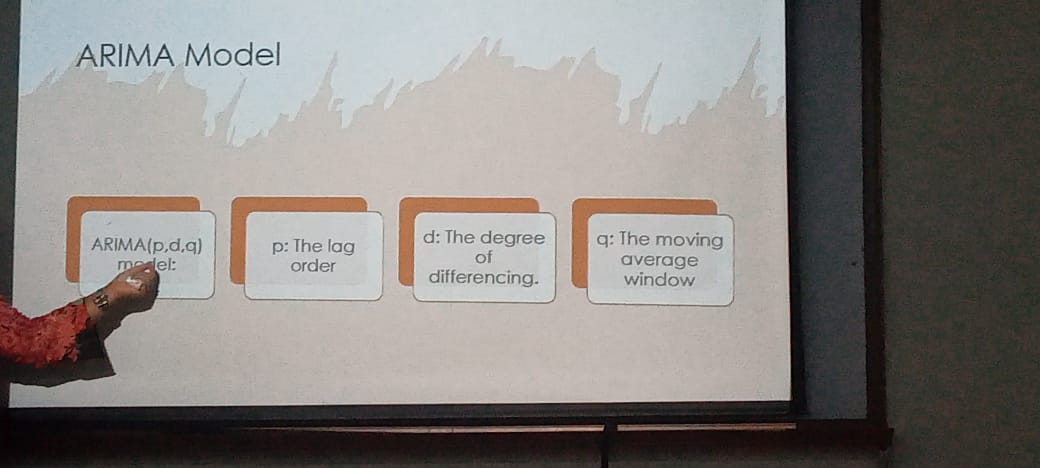 ARIMA Model
ARIMA(p,d,q)
model:
p: The lag
order
d: The degree
of
differencing.
q: The moving
average
window